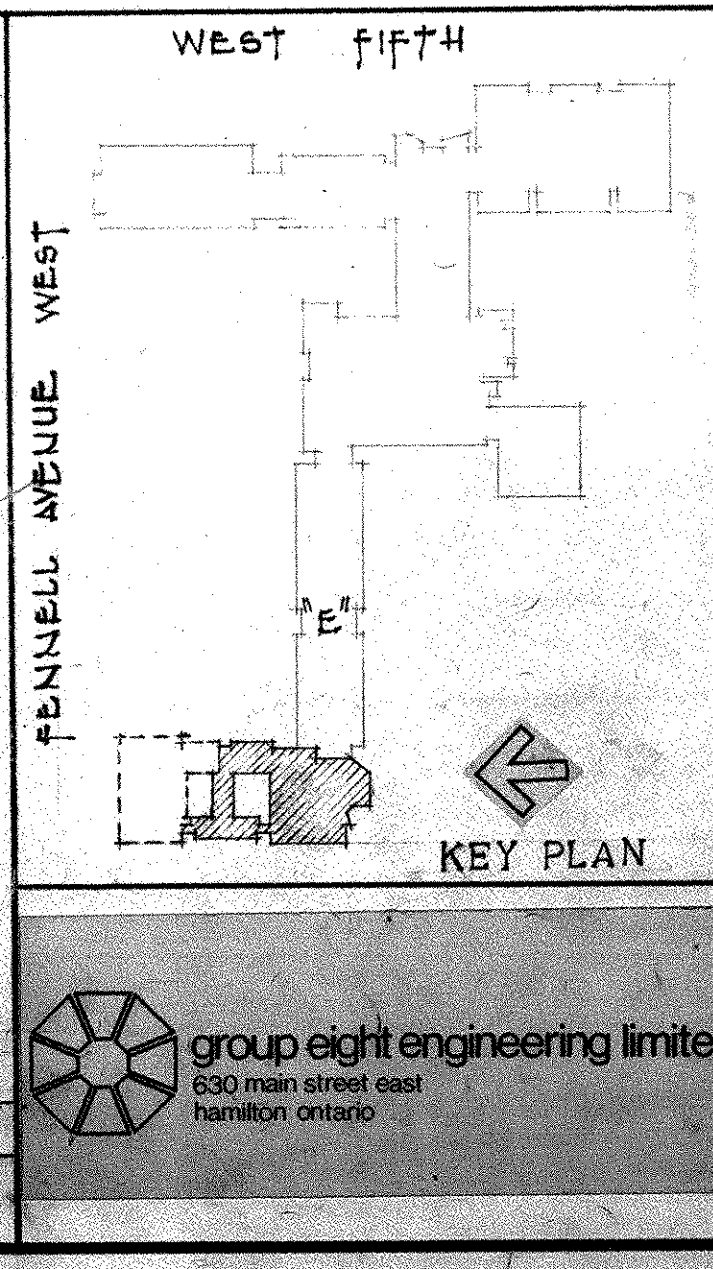 WEST FIFTH
FENNELL AVENUE WEST
"E"
KEY PLAN
group eight engineering limite
630 main street east
hamilton ontario